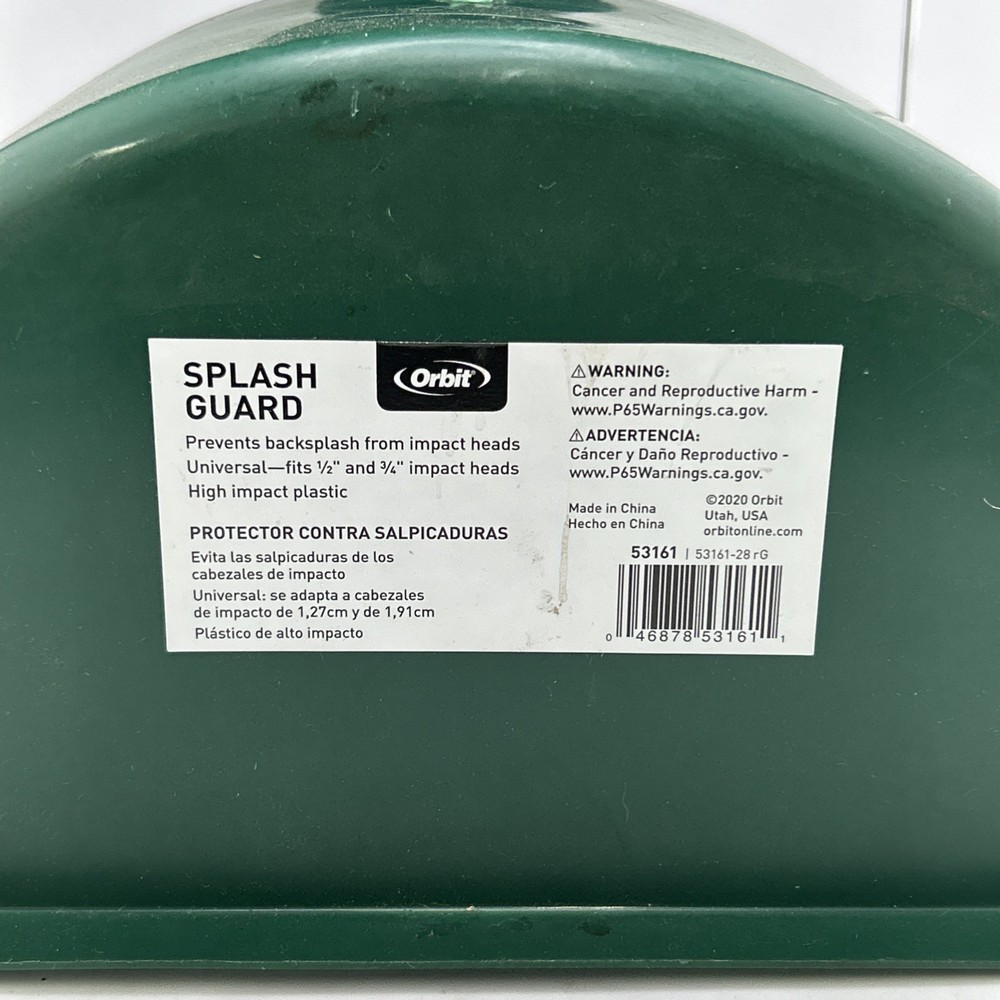 SPLASH
GUARD
Orbit®
Prevents backsplash from impact heads
Universal—fits ½" and ¾" impact heads
High impact plastic
PROTECTOR CONTRA SALPICADURAS
Evita las salpicaduras de los
cabezales de impacto
Universal: se adapta a cabezales
de impacto de 1,27cm y de 1,91cm
Plástico de alto impacto
⚠WARNING:
Cancer and Reproductive Harm -
www.P65Warnings.ca.gov.
⚠ADVERTENCIA:
Cáncer y Daño Reproductivo -
www.P65Warnings.ca.gov.
Made in China
Hecho en China
©2020 Orbit
Utah, USA
orbitonline.com
53161 | 53161-28 rG
0 46878 53161 1